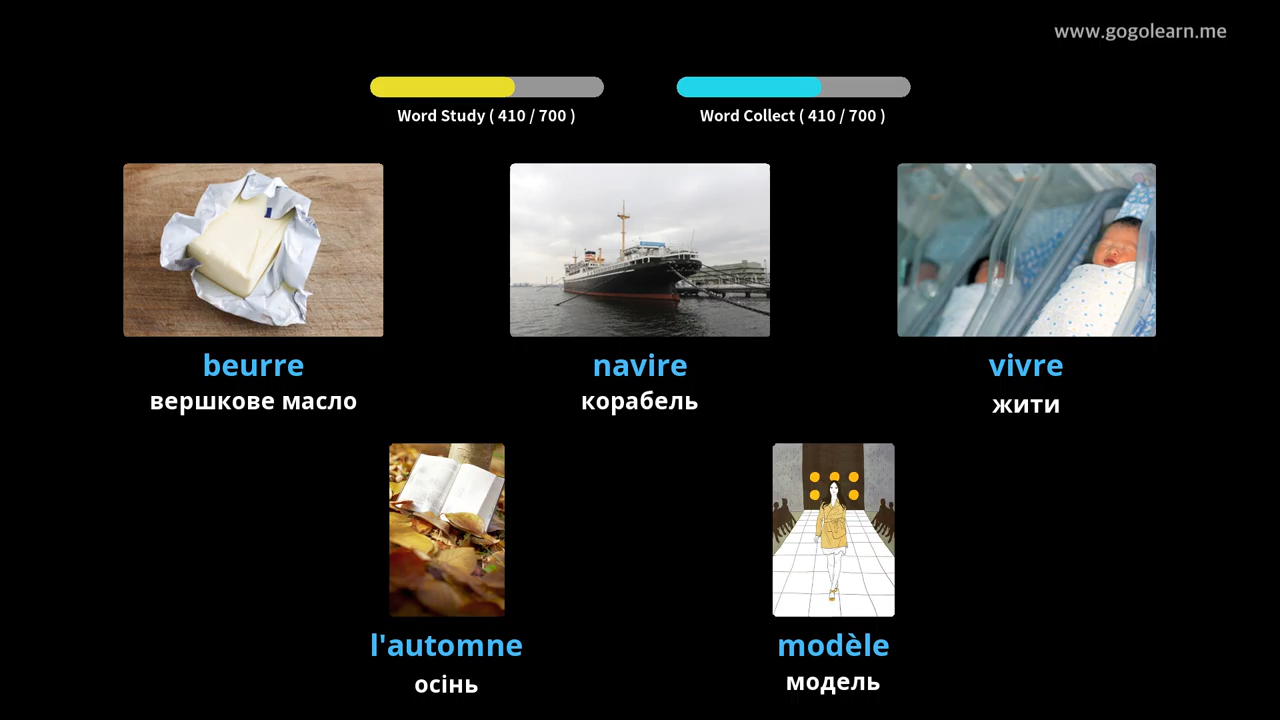 www.gogolearn.me
Word Study ( 410 / 700 )
Word Collect ( 410 / 700 )
beurre
вершкове масло
navire
корабель
vivre
жити
l'automne
осінь
modèle
модель